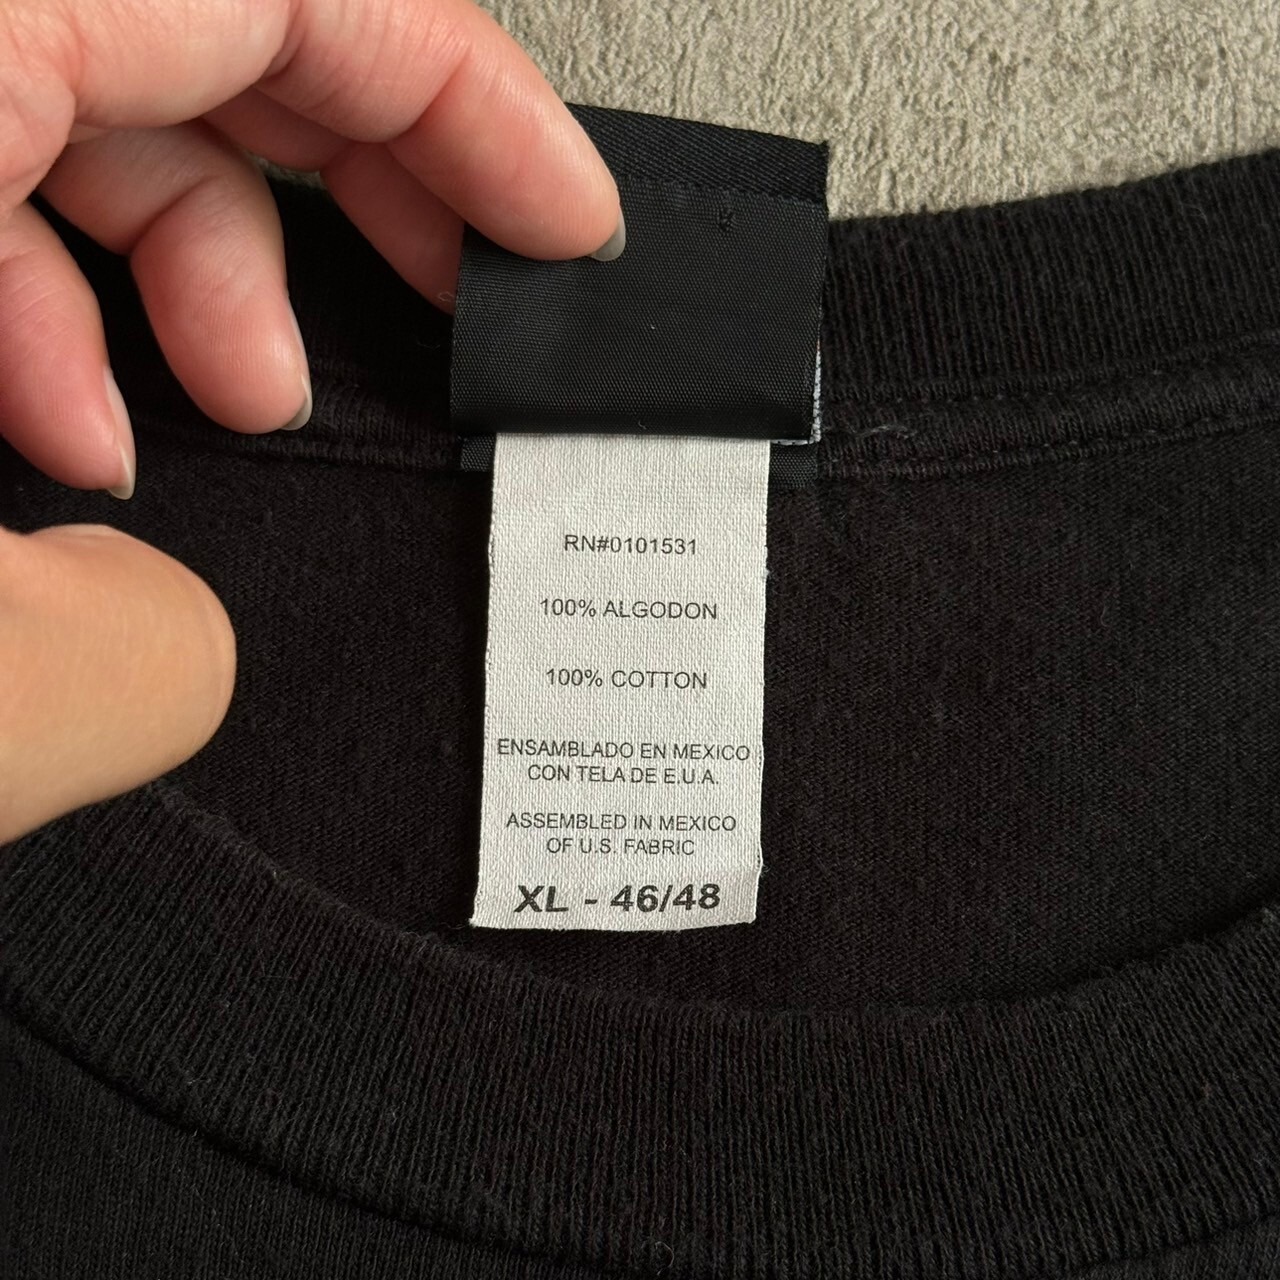 RN#0101531
100% ALGODON
100% COTTON
ENSAMBLADO EN MEXICO
CON TELA DE E.U.A.
ASSEMBLED IN MEXICO
OF U.S. FABRIC
XL - 46/48